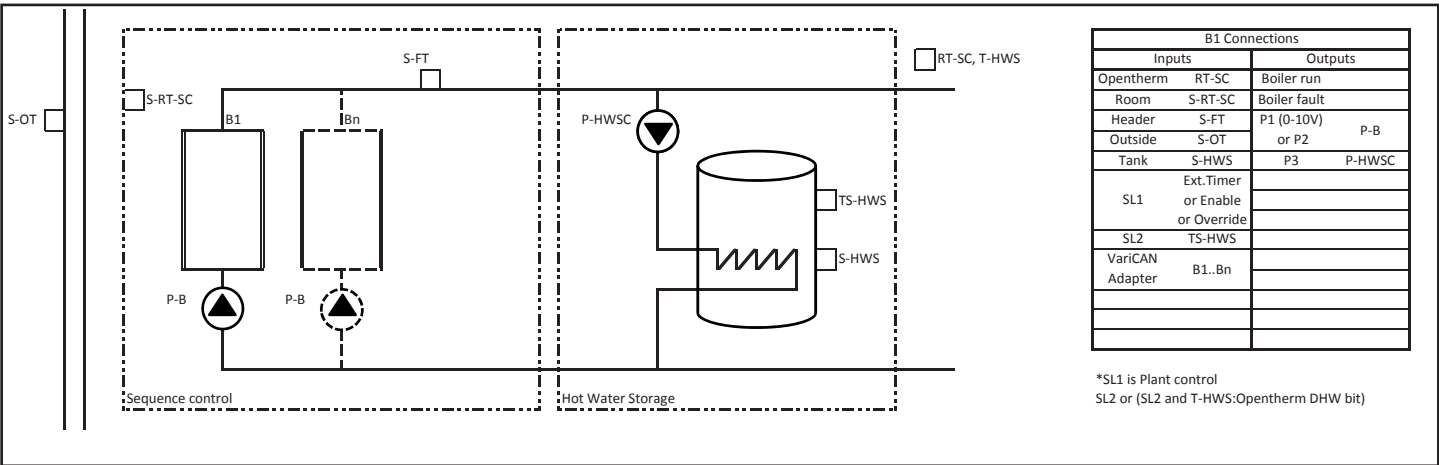 S-OT
S-RT-SC
S-FT
B1
Bn
P-B
P-B
Sequence control
P-HWSC
TS-HWS
S-HWS
Hot Water Storage
RT-SC, T-HWS
B1 Connections
Inputs Outputs
Opentherm RT-SC Boiler run
Room S-RT-SC Boiler fault
Header S-FT P1 (0-10V)
Outside S-OT or P2 P-B
Tank S-HWS P3 P-HWSC
SL1 Ext.Timer
or Enable
or Override
SL2 TS-HWS
VariCAN
Adapter B1..Bn
*SL1 is Plant control
SL2 or (SL2 and T-HWS:Opentherm DHW bit)